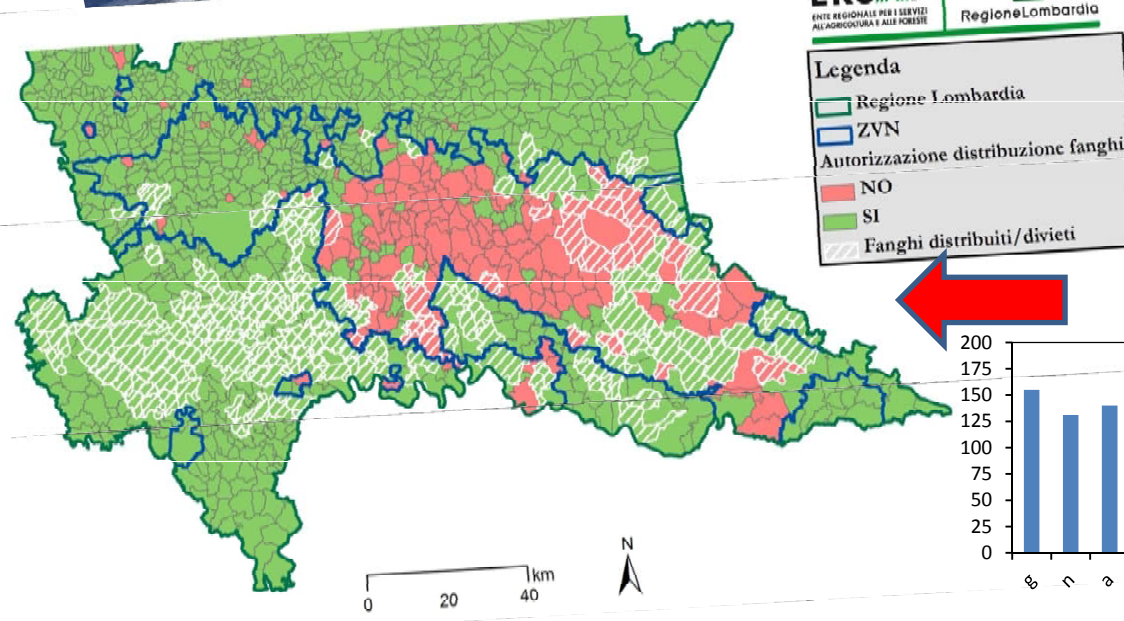 ENTE REGIONALE PER I SERVIZI
ALL'AGRICOLTURA E ALLE FORESTE
RegioneLombardia
Legenda
Regione Lombardia
ZVN
Autorizzazione distribuzione fanghi
NO
SI
Fanghi distribuiti/divieti
200
175
150
125
100
75
50
25
0
g
n
a
N
km
0
20
40